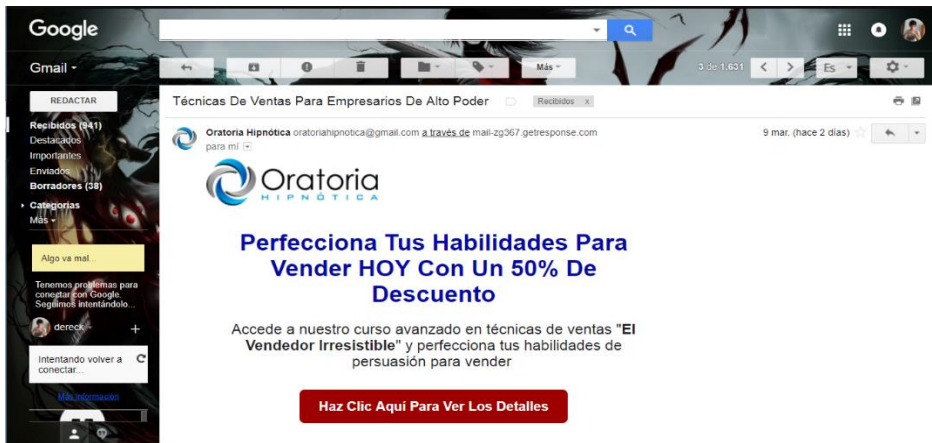 Google
Gmail
Más
3 de 1.631
Es
REDACTAR
Recibidos (941)
Destacados
Importantes
Enviados
Borradores (38)
Categorías
Más
Algo va mal...
Tenemos problemas para
conectar con Google.
Seguimos intentándolo...
dereck
Intentando volver a
conectar...
Más información
Técnicas De Ventas Para Empresarios De Alto Poder
Recibidos x
Oratoria Hipnótica oratoriahipnotica@gmail.com a través de mail-zg367.getresponse.com
9 mar. (hace 2 días)
para mí
Oratoria
HIPNÓTICA
Perfecciona Tus Habilidades Para
Vender HOY Con Un 50% De
Descuento
Accede a nuestro curso avanzado en técnicas de ventas "El
Vendedor Irresistible" y perfecciona tus habilidades de
persuasión para vender
Haz Clic Aquí Para Ver Los Detalles